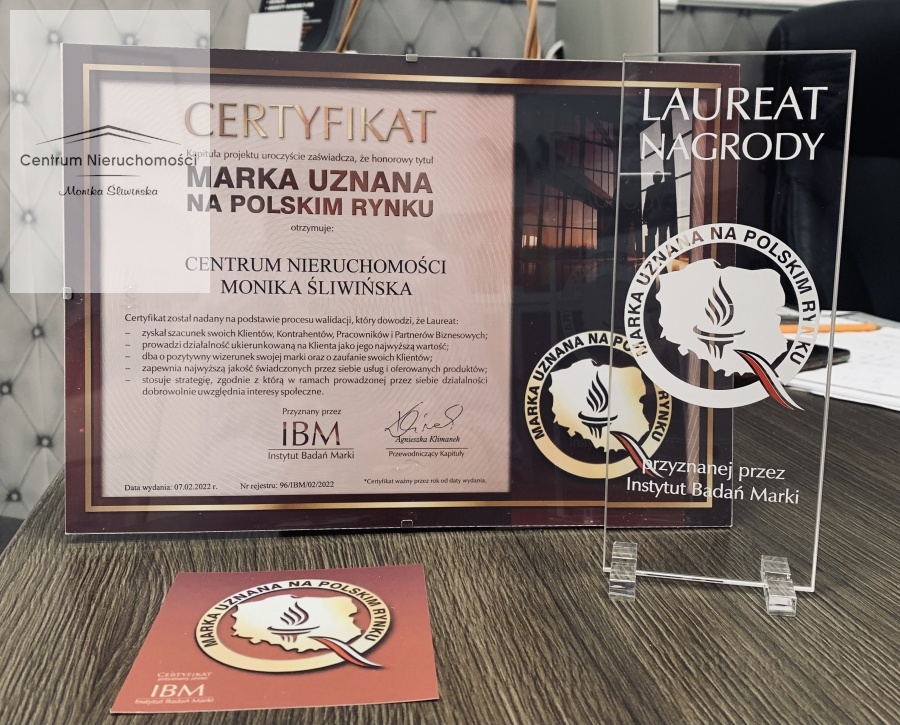 Centrum Nieruchomości
Monika Śliwińska
CERTYFIKAT
Kapituła projektu uroczyście zaświadcza, że honorowy tytuł
MARKA UZNANA
NA POLSKIM RYNKU
otrzymuje:
CENTRUM NIERUCHOMOŚCI
MONIKA ŚLIWIŃSKA
Certyfikat został nadany na podstawie procesu walidacji, który dowodzi, że Laureat:
– zyskał szacunek swoich Klientów, Kontrahentów, Pracowników i Partnerów Biznesowych;
– prowadzi działalność ukierunkowaną na Klienta jako jego najwyższą wartość;
– dba o pozytywny wizerunek swojej marki oraz o zaufanie swoich Klientów;
– zapewnia najwyższą jakość świadczonych przez siebie usług i oferowanych produktów;
– stosuje strategię, zgodnie z którą w ramach prowadzonej przez siebie działalności
dobrowolnie uwzględnia interesy społeczne.
Przyznany przez
IBM
Instytut Badań Marki
Agnieszka Klimanek
Przewodniczący Kapituły
Data wydania: 07.02.2022 r.
Nr rejestru: 96/IBM/02/2022
*Certyfikat ważny przez rok od daty wydania.
MARKA UZNANA NA PO RYNKU
LAUREAT
NAGRODY
MARKA UZNANA NA POLSKIM RYNKU
przyznanej przez
Instytut Badań Marki
MARKA UZNANA NA POLSKIM RYNKU
CERTYFIKAT
przyznany przez
IBM
Instytut Badań Marki